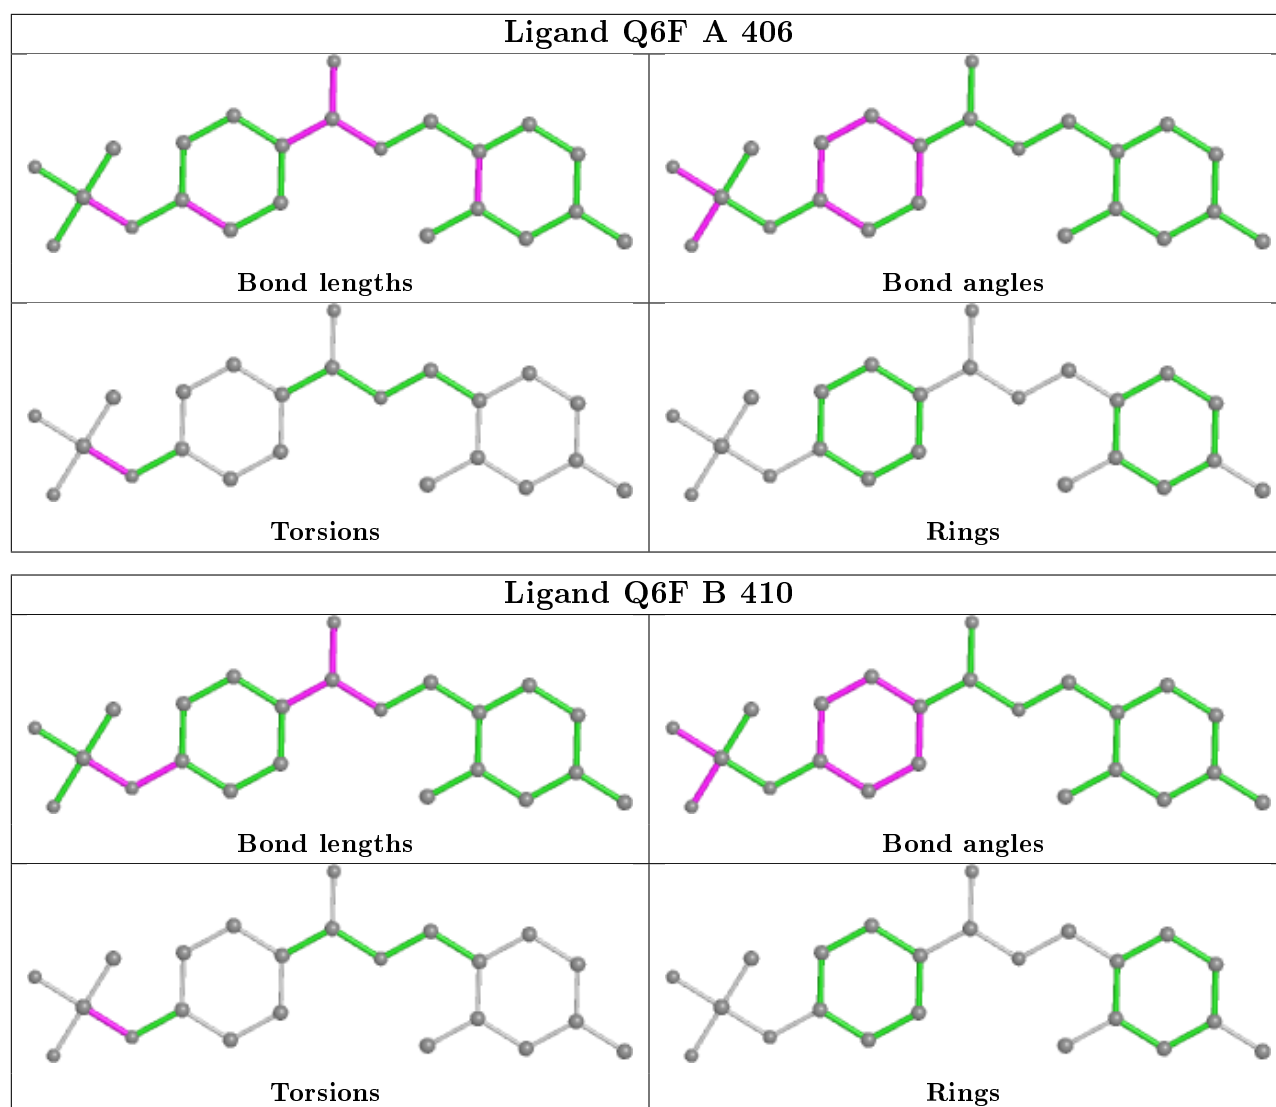 Ligand Q6F A 406
Bond lengths
Bond angles
Torsions
Rings
Ligand Q6F B 410
Bond lengths
Bond angles
Torsions
Rings